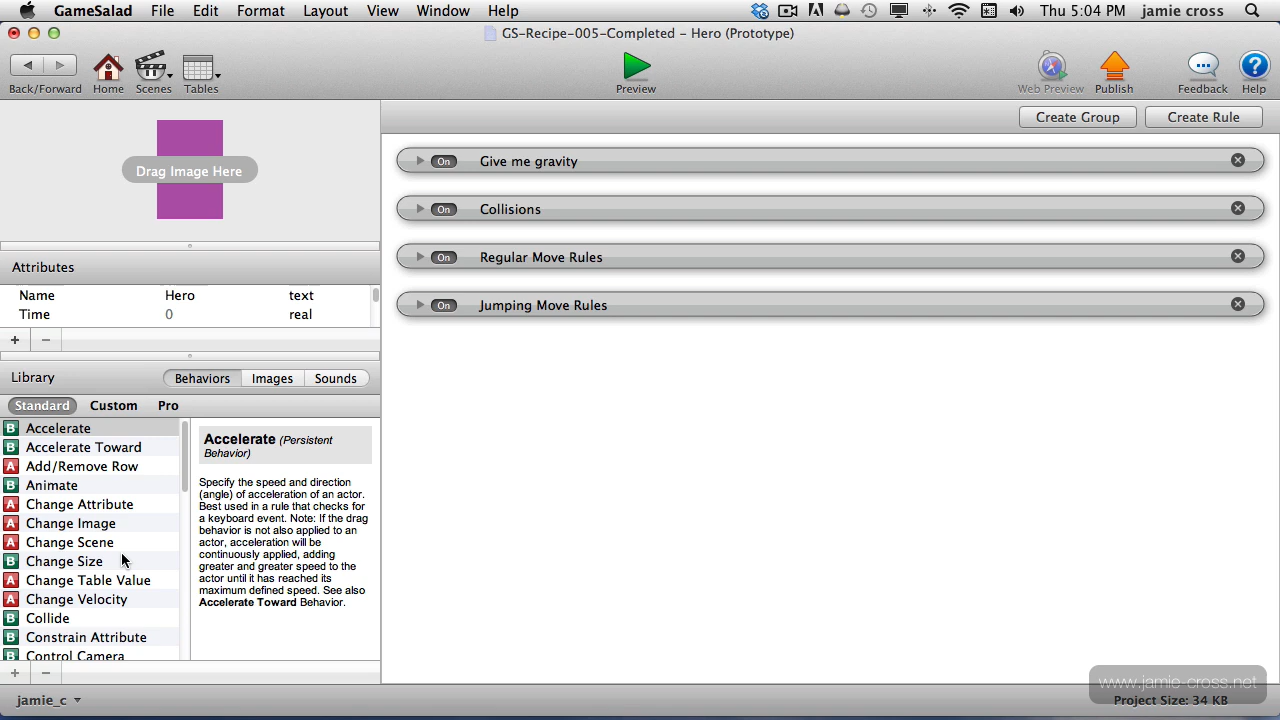 GameSalad File Edit Format Layout View Window Help Thu 5:04 PM jamie cross
GS-Recipe-005-Completed – Hero (Prototype)
Back/Forward Home Scenes Tables Preview Web Preview Publish Feedback Help
Create Group Create Rule
Drag Image Here
On Give me gravity
On Collisions
On Regular Move Rules
On Jumping Move Rules
Attributes
Name Hero text
Time 0 real
Library Behaviors Images Sounds
Standard Custom Pro
B Accelerate
B Accelerate Toward
A Add/Remove Row
B Animate
A Change Attribute
A Change Image
A Change Scene
B Change Size
A Change Table Value
A Change Velocity
B Collide
B Constrain Attribute
B Control Camera
Accelerate (Persistent
Behavior)
Specify the speed and direction
(angle) of acceleration of an actor.
Best used in a rule that checks for
a keyboard event. Note: If the drag
behavior is not also applied to an
actor, acceleration will be
continuously applied, adding
greater and greater speed to the
actor until it has reached its
maximum defined speed. See also
Accelerate Toward Behavior.
www.jamie-cross.net
jamie_c Project Size: 34 KB